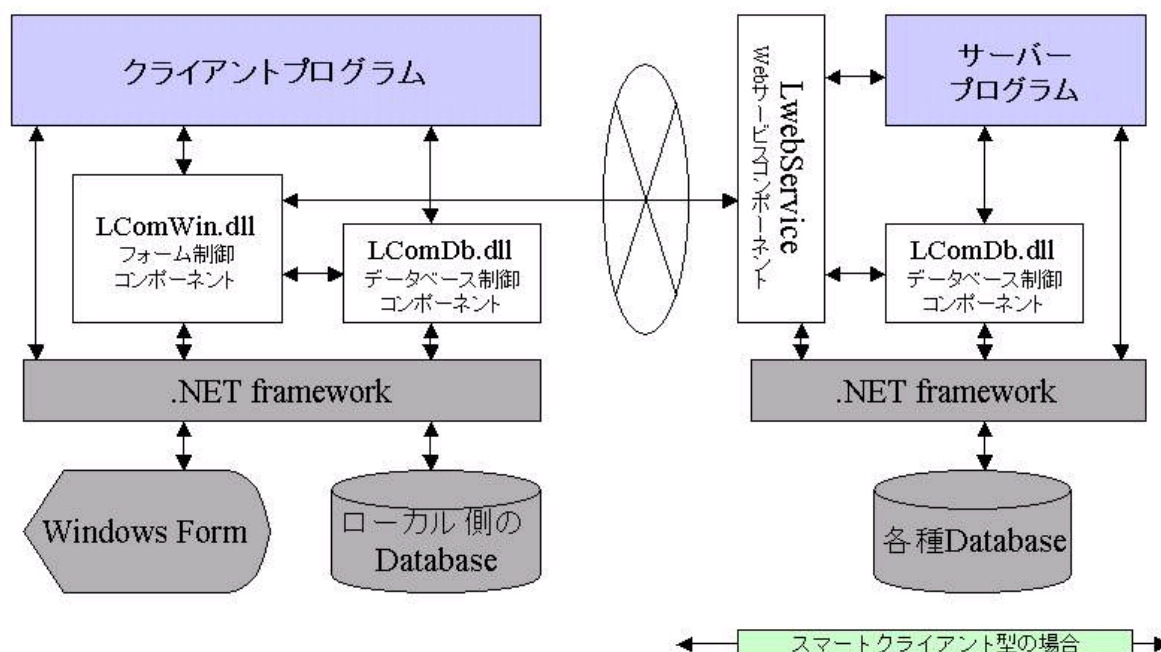 クライアントプログラム
LComWin.dll
フォーム制御
コンポーネント
LComDb.dll
データベース制御
コンポーネント
.NET framework
Windows Form
ローカル側の
Database
LwebService
Webサービスコンポーネント
サーバー
プログラム
LComDb.dll
データベース制御
コンポーネント
.NET framework
各種Database
スマートクライアント型の場合